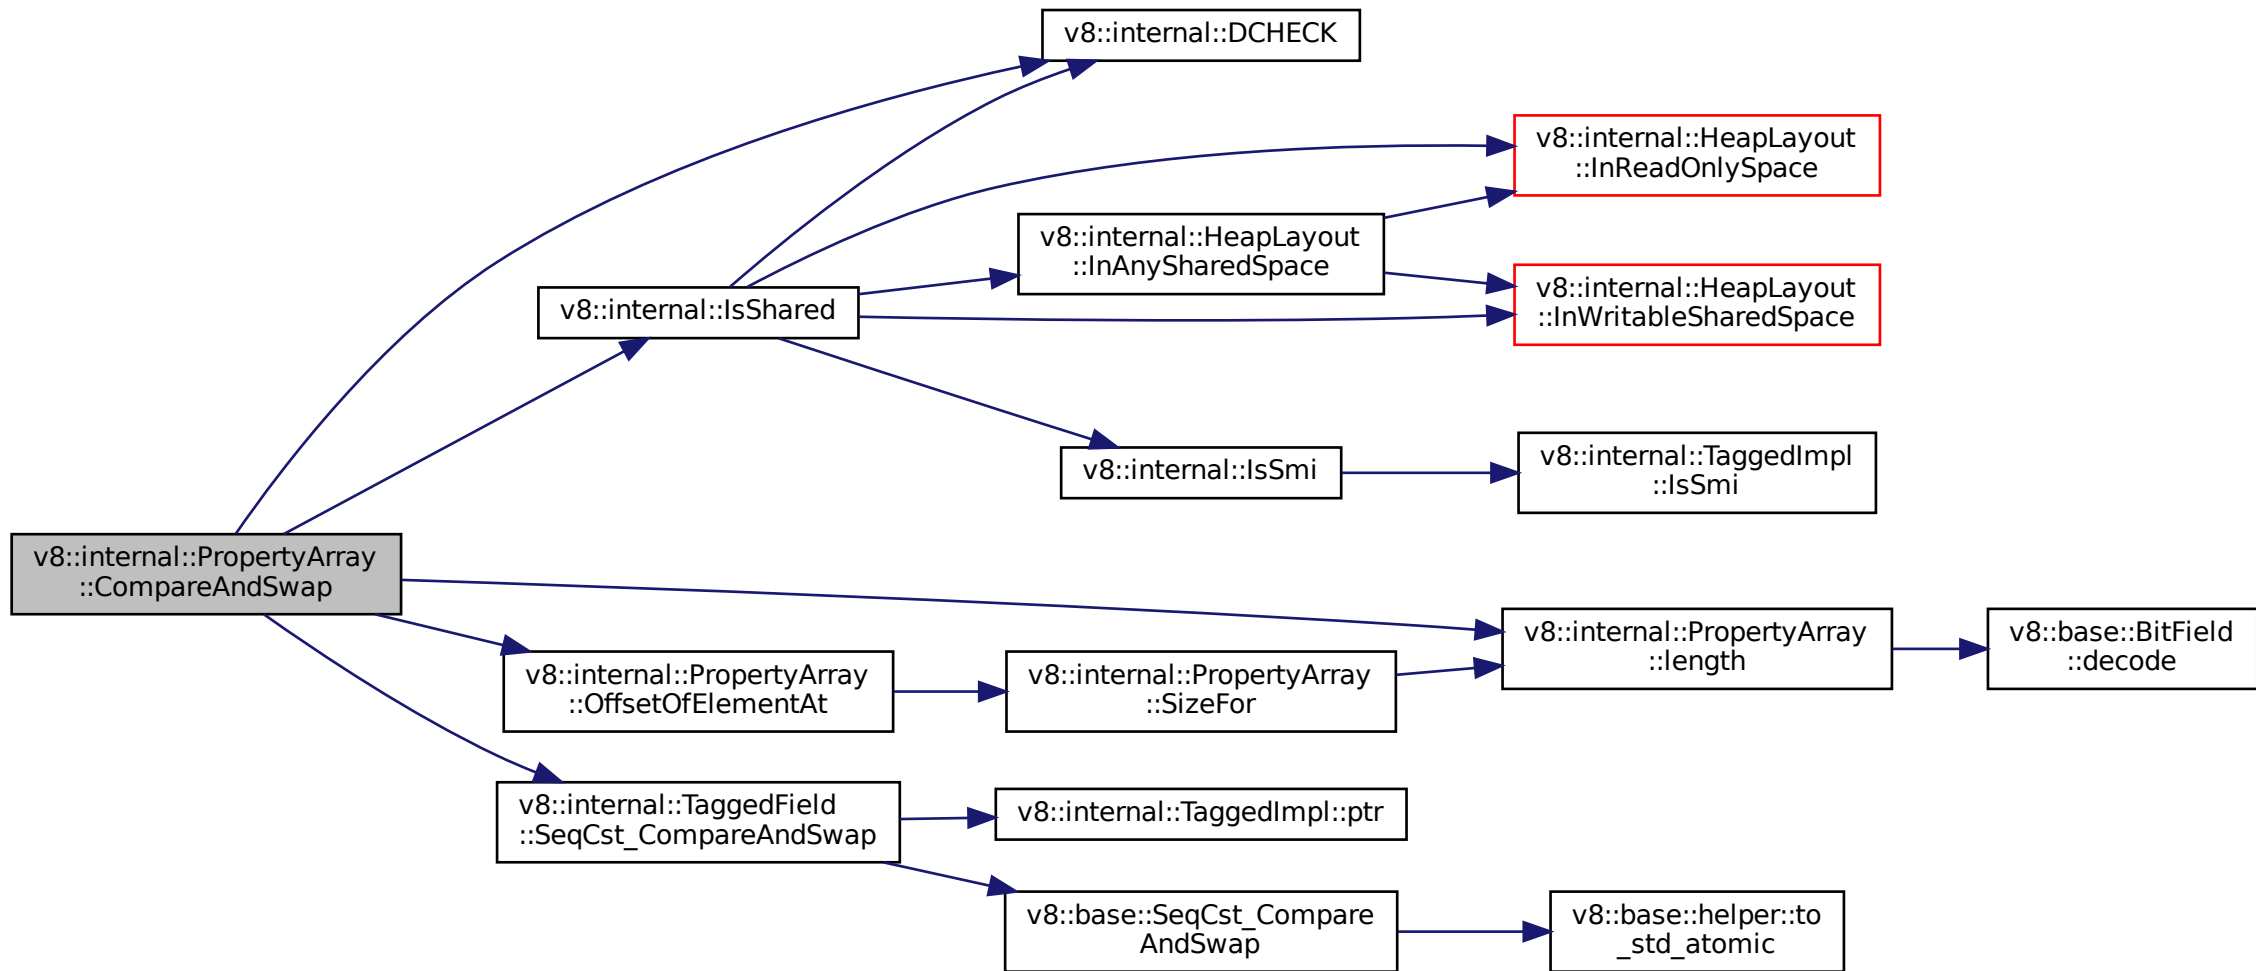 v8::internal::DCHECK
v8::internal::HeapLayout
::InReadOnlySpace
v8::internal::HeapLayout
::InAnySharedSpace
v8::internal::HeapLayout
::InWritableSharedSpace
v8::internal::IsShared
v8::internal::IsSmi
v8::internal::TaggedImpl
::IsSmi
v8::internal::PropertyArray
::CompareAndSwap
v8::internal::PropertyArray
::length
v8::base::BitField
::decode
v8::internal::PropertyArray
::OffsetOfElementAt
v8::internal::PropertyArray
::SizeFor
v8::internal::TaggedField
::SeqCst_CompareAndSwap
v8::internal::TaggedImpl::ptr
v8::base::SeqCst_Compare
AndSwap
v8::base::helper::to
_std_atomic